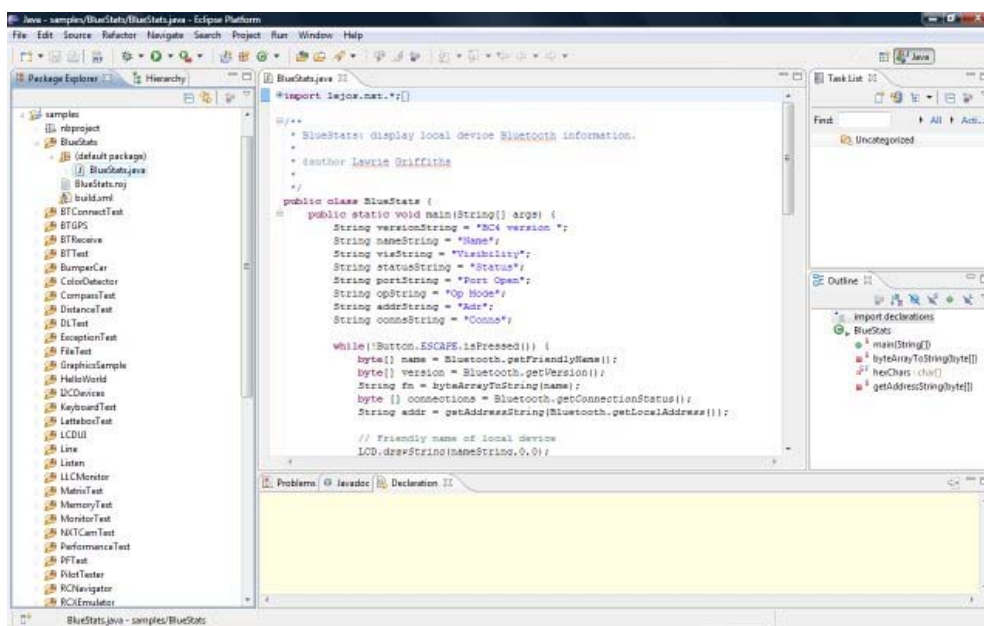 Java - samples/BlueStats/BlueStats.java - Eclipse Platform
File Edit Source Refactor Navigate Search Project Run Window Help
Java
Package Explorer
Hierarchy
samples
nbproject
BlueStats
(default package)
BlueStats.java
BlueStats.nxj
build.xml
BTConnectTest
BTGPS
BTReceive
BTTest
BumperCar
ColorDetector
CompassTest
DistanceTest
DLTest
ExceptionTest
FileTest
GraphicsSample
HelloWorld
I2CDevices
KeyboardTest
LatteboxTest
LCDUI
Line
Listen
LLCMonitor
MatrixTest
MemoryTest
MonitorTest
NXTCamTest
PerformanceTest
PFTest
PilotTester
RCNavigator
RCXEmulator
BlueStats.java
import lejos.nxt.*;
/**
* BlueStats: display local device Bluetooth information.
*
* @author Lawrie Griffiths
*
*/
public class BlueStats {
public static void main(String[] args) {
String versionString = "BC4 version ";
String nameString = "Name";
String visString = "Visibility";
String statusString = "Status";
String portString = "Port Open";
String opString = "Op Mode";
String addrString = "Adr";
String connsString = "Conns";
while(!Button.ESCAPE.isPressed()) {
byte[] name = Bluetooth.getFriendlyName();
byte[] version = Bluetooth.getVersion();
String fn = byteArrayToString(name);
byte [] connections = Bluetooth.getConnectionStatus();
String addr = getAddressString(Bluetooth.getLocalAddress());
// Friendly name of local device
LCD.drawString(nameString,0,0);
Task List
Find:
All
Acti...
Uncategorized
Outline
import declarations
BlueStats
main(String[])
byteArrayToString(byte[])
hexChars : char[]
getAddressString(byte[])
Problems
Javadoc
Declaration
BlueStats.java - samples/BlueStats